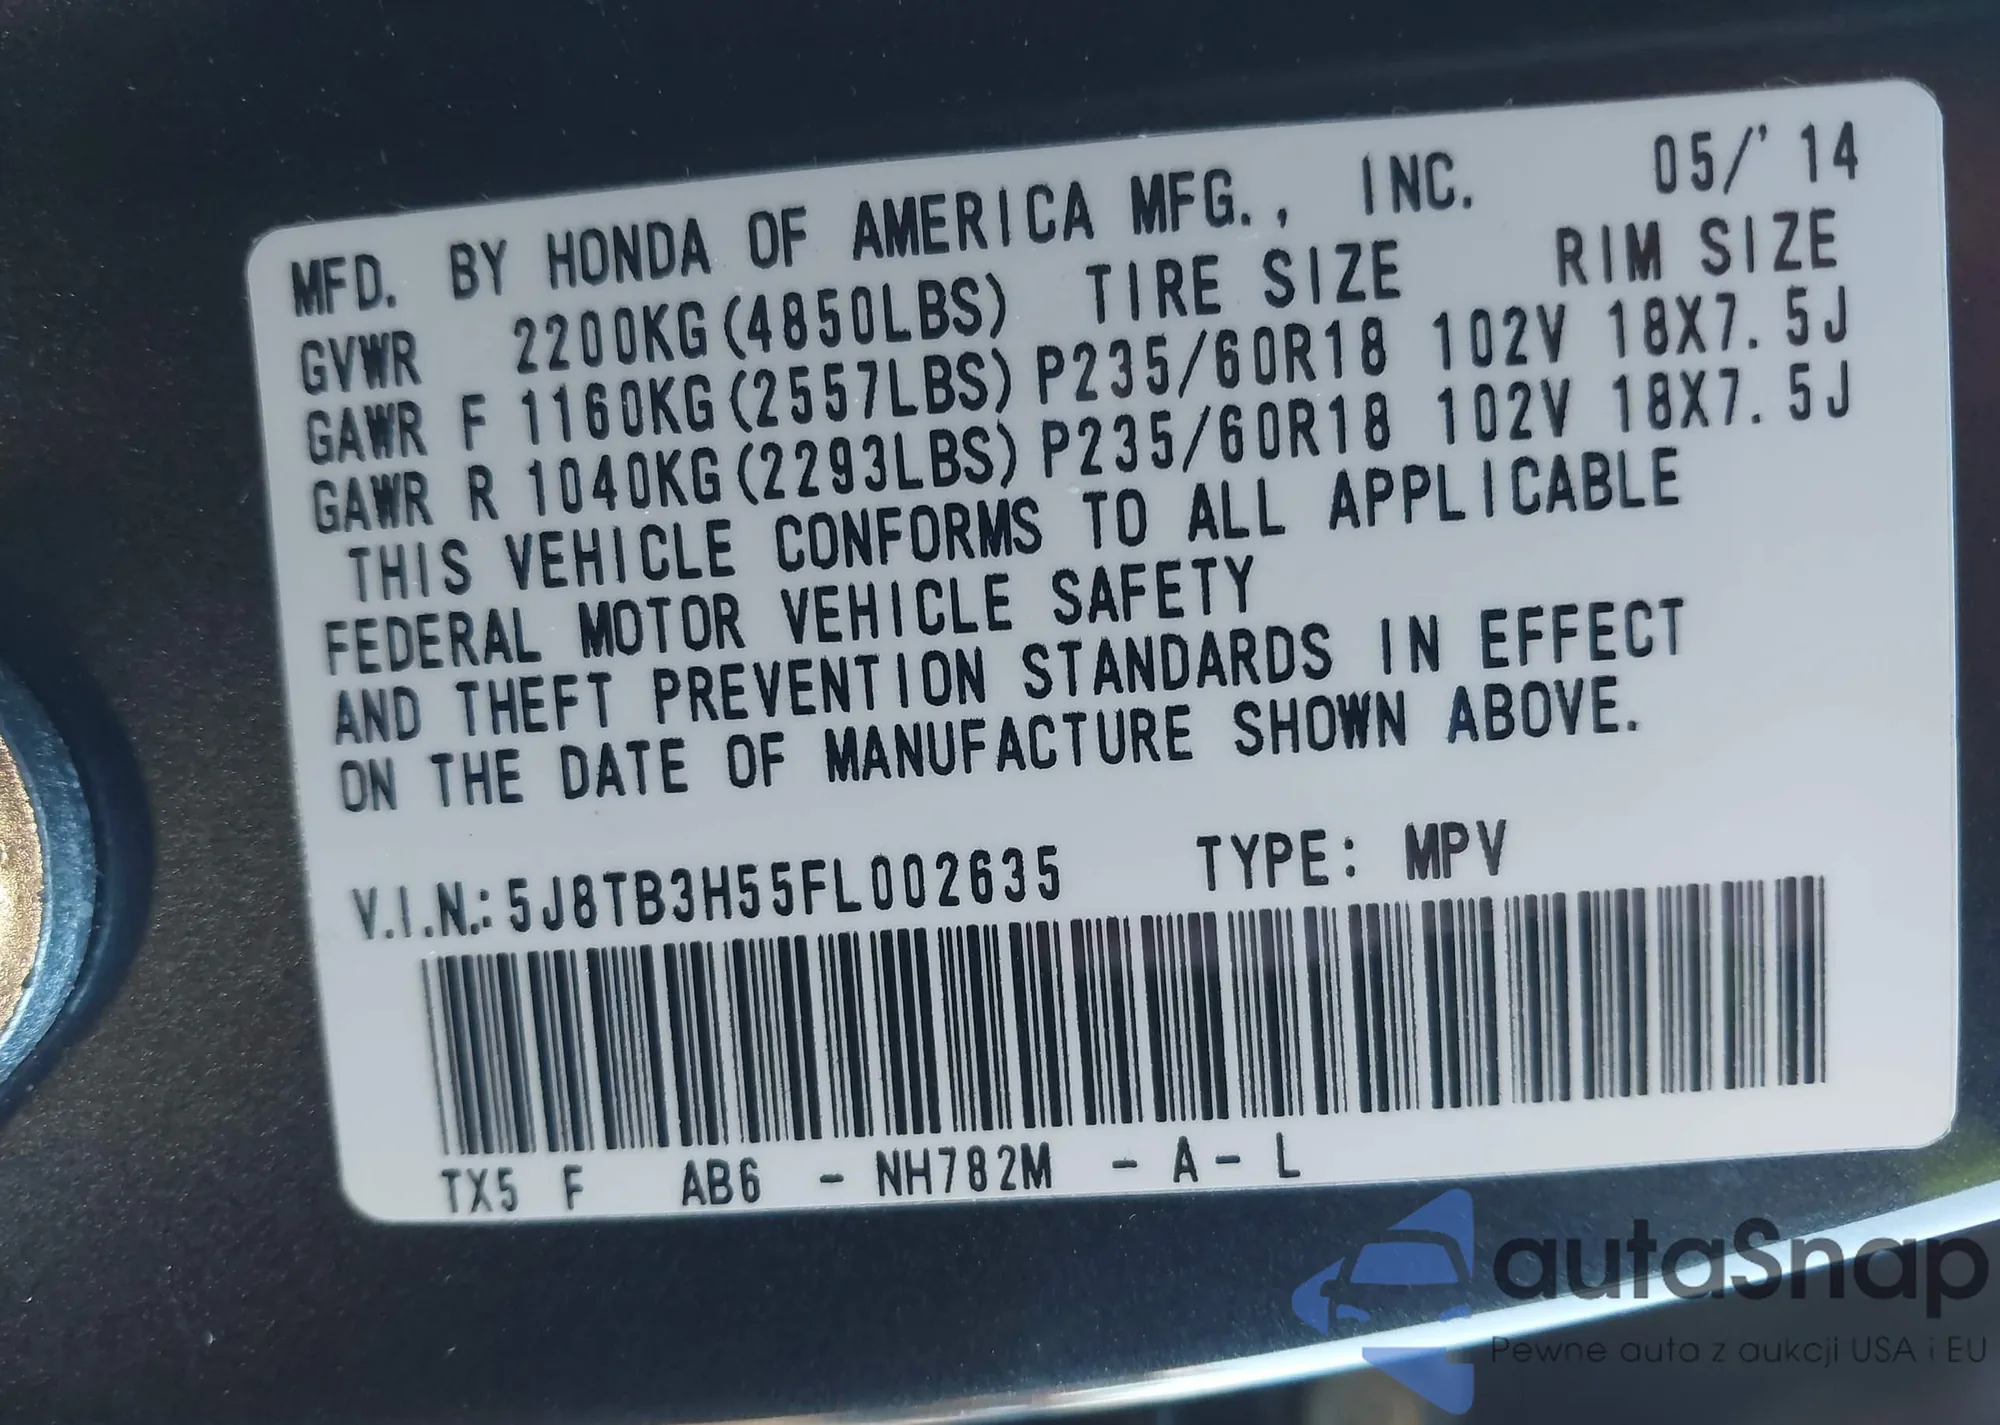 MFD. BY HONDA OF AMERICA MFG., INC. 05/'14
GVWR 2200KG(4850LBS) TIRE SIZE RIM SIZE
GAWR F 1160KG(2557LBS) P235/60R18 102V 18X7.5J
GAWR R 1040KG(2293LBS) P235/60R18 102V 18X7.5J
THIS VEHICLE CONFORMS TO ALL APPLICABLE
FEDERAL MOTOR VEHICLE SAFETY
AND THEFT PREVENTION STANDARDS IN EFFECT
ON THE DATE OF MANUFACTURE SHOWN ABOVE.
V.I.N.: 5J8TB3H55FL002635 TYPE: MPV
TX5 F AB6 - NH782M - A - L
autaSnap
Pewne auta z aukcji USA i EU